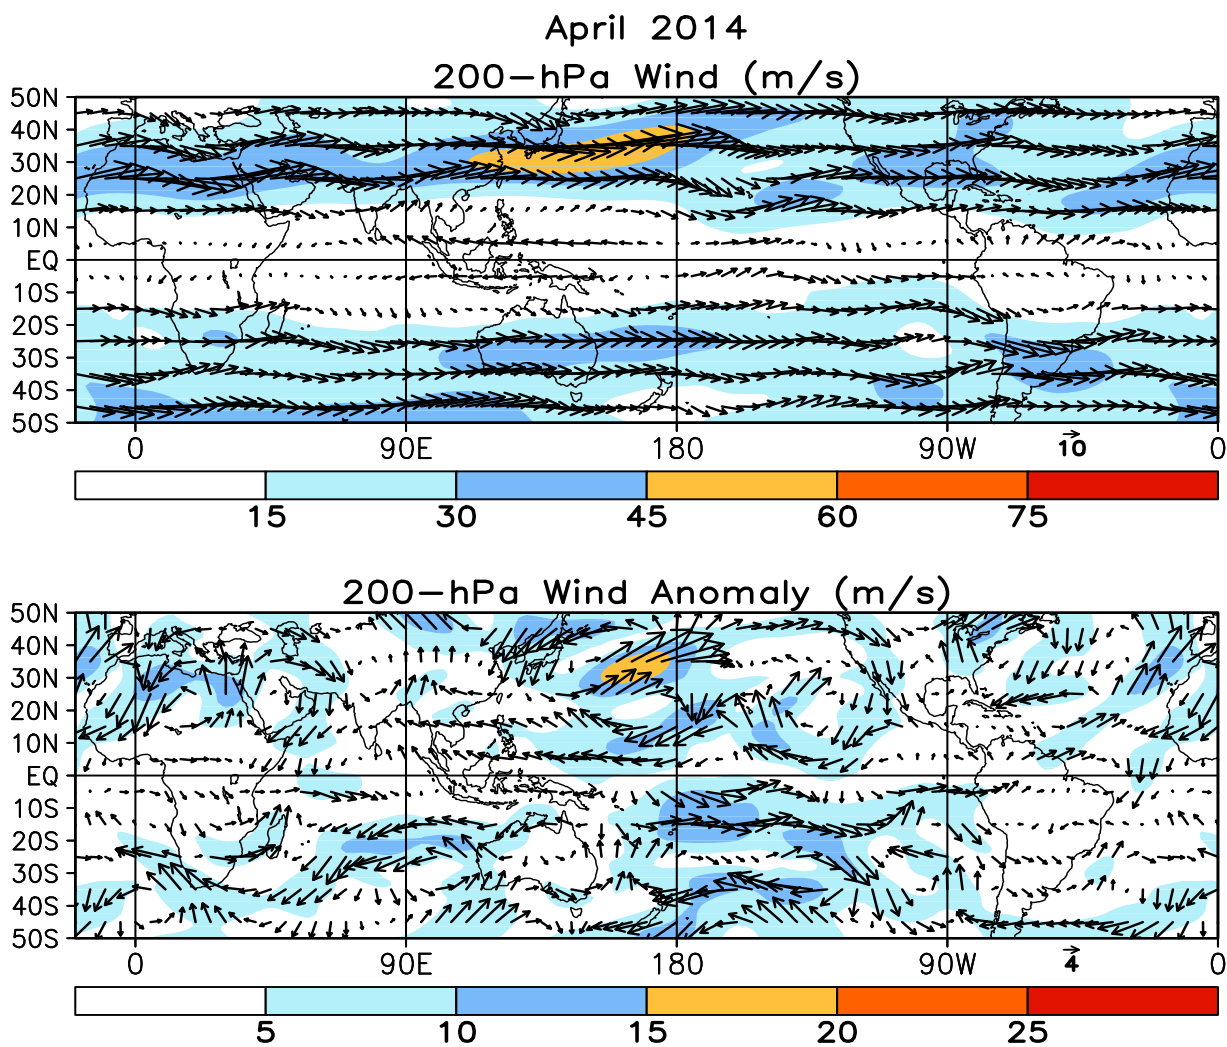 April 2014
200-hPa Wind (m/s)
50N
40N
30N
20N
10N
EQ
10S
20S
30S
40S
50S
0 90E 180 90W 0
10
15 30 45 60 75
200-hPa Wind Anomaly (m/s)
50N
40N
30N
20N
10N
EQ
10S
20S
30S
40S
50S
0 90E 180 90W 0
4
5 10 15 20 25